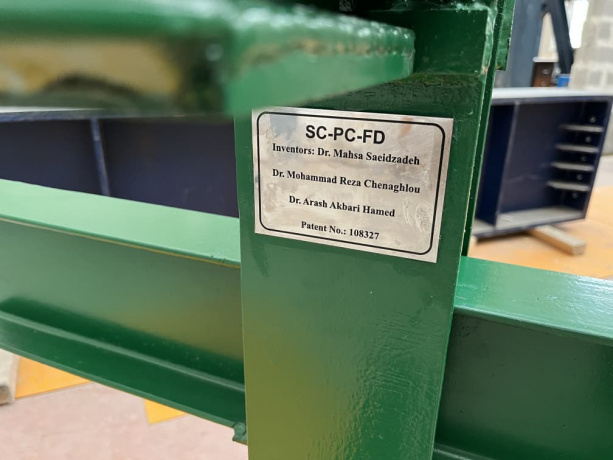 SC-PC-FD
Inventors: Dr. Mahsa Saeidzadeh
Dr. Mohammad Reza Chenaghlou
Dr. Arash Akbari Hamed
Patent No.: 108327